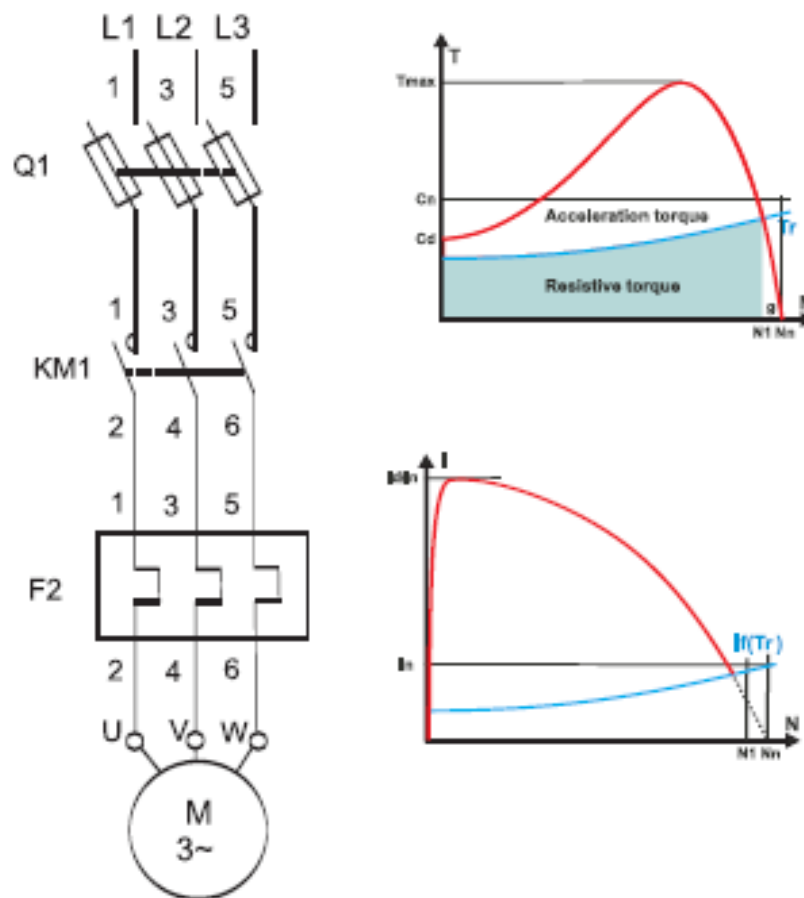 L1 L2 L3
1 3 5
Q1
1 3 5
KM1
2 4 6
1 3 5
F2
2 4 6
U V W
M
3~
T
Tmax
Cn
Acceleration torque
Tr
Cd
Resistive torque
g
N1 Nn
I
In
If(Tr)
N
N1 Nn